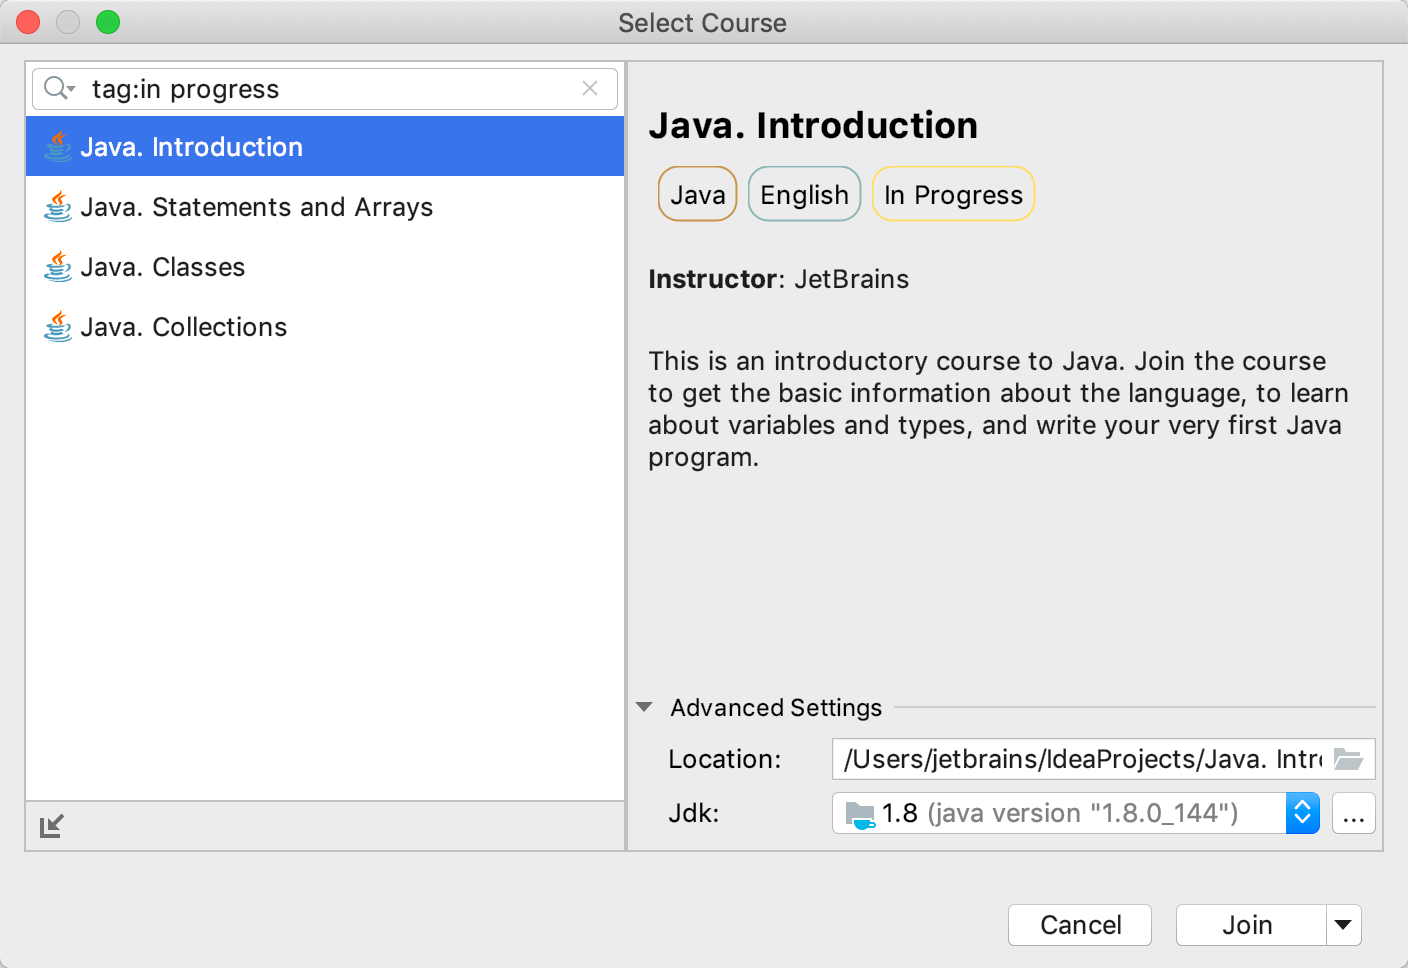 Select Course
tag:in progress
Java. Introduction
Java. Statements and Arrays
Java. Classes
Java. Collections
Java. Introduction
Java English In Progress
Instructor: JetBrains
This is an introductory course to Java. Join the course
to get the basic information about the language, to learn
about variables and types, and write your very first Java
program.
Advanced Settings
Location: /Users/jetbrains/IdeaProjects/Java. Intr
Jdk: 1.8 (java version "1.8.0_144") ...
Cancel Join